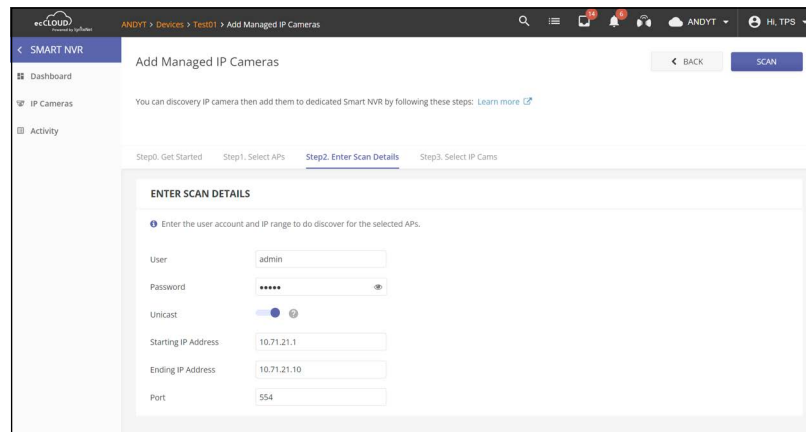 ecCLOUD
Powered by IgniteNet
ANDYT > Devices > Test01 > Add Managed IP Cameras
14
6
ANDYT
Hi, TPS
SMART NVR
Dashboard
IP Cameras
Activity
Add Managed IP Cameras
BACK
SCAN
You can discovery IP camera then add them to dedicated Smart NVR by following these steps: Learn more
Step0. Get Started Step1. Select APs Step2. Enter Scan Details Step3. Select IP Cams
ENTER SCAN DETAILS
Enter the user account and IP range to do discover for the selected APs.
User admin
Password •••••
Unicast
Starting IP Address 10.71.21.1
Ending IP Address 10.71.21.10
Port 554